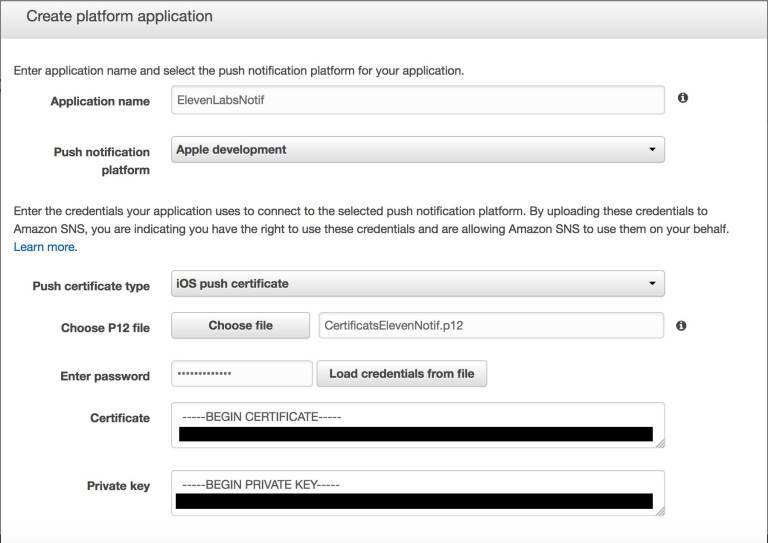 Create platform application
Enter application name and select the push notification platform for your application.
Application name
ElevenLabsNotif
Push notification
platform
Apple development
Enter the credentials your application uses to connect to the selected push notification platform. By uploading these credentials to
Amazon SNS, you are indicating you have the right to use these credentials and are allowing Amazon SNS to use them on your behalf.
Learn more.
Push certificate type
iOS push certificate
Choose P12 file
Choose file
CertificatsElevenNotif.p12
Enter password
•••••••••••••
Load credentials from file
Certificate
-----BEGIN CERTIFICATE-----
Private key
-----BEGIN PRIVATE KEY-----